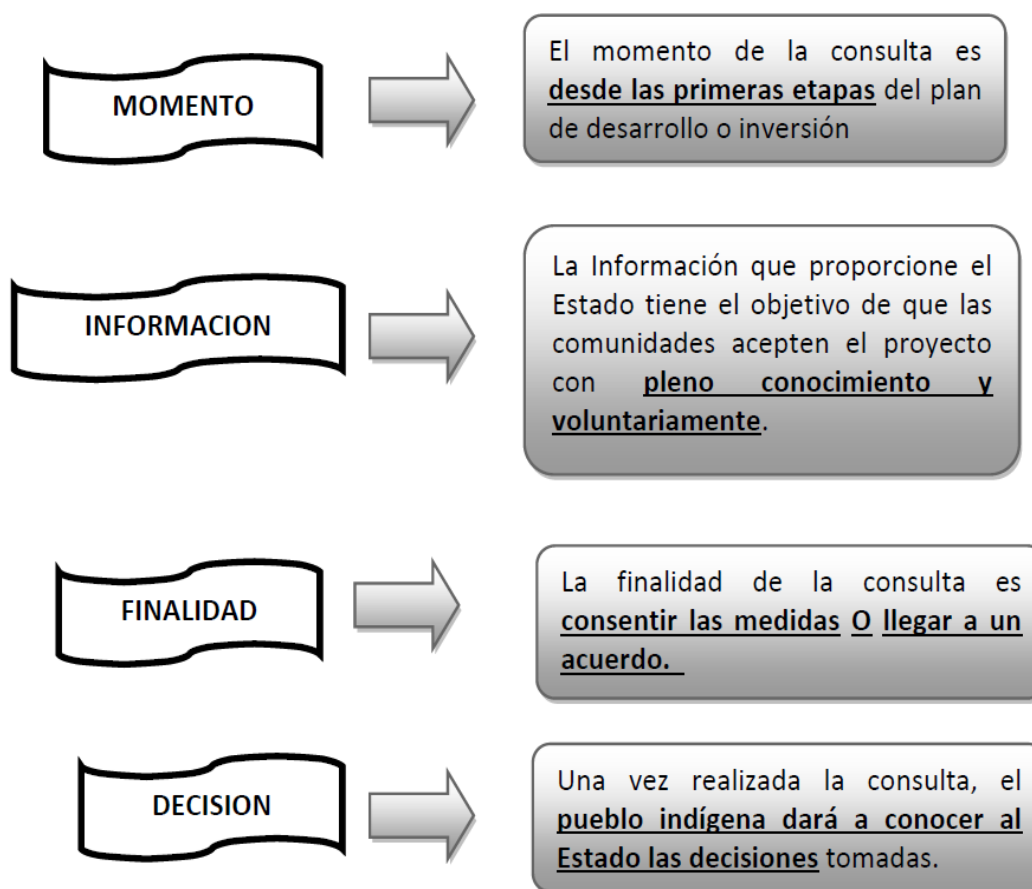 MOMENTO
El momento de la consulta es
desde las primeras etapas del plan
de desarrollo o inversión
INFORMACION
La Información que proporcione el
Estado tiene el objetivo de que las
comunidades acepten el proyecto
con pleno conocimiento y
voluntariamente.
FINALIDAD
La finalidad de la consulta es
consentir las medidas O llegar a un
acuerdo.
DECISION
Una vez realizada la consulta, el
pueblo indígena dará a conocer al
Estado las decisiones tomadas.